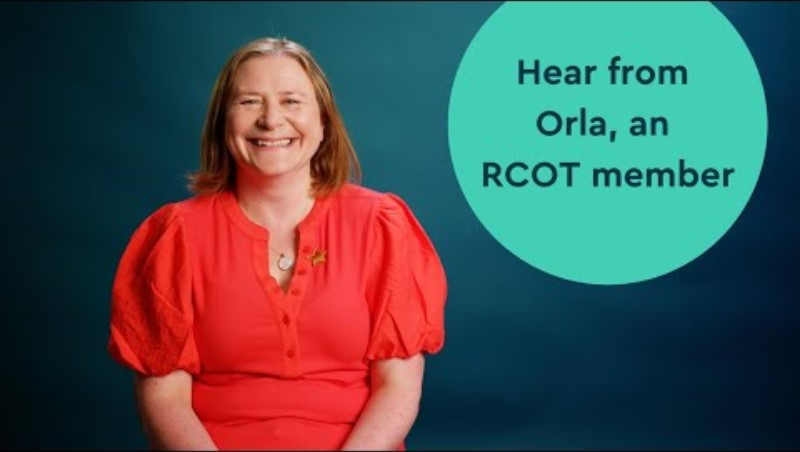 Hear from
Orla, an
RCOT member